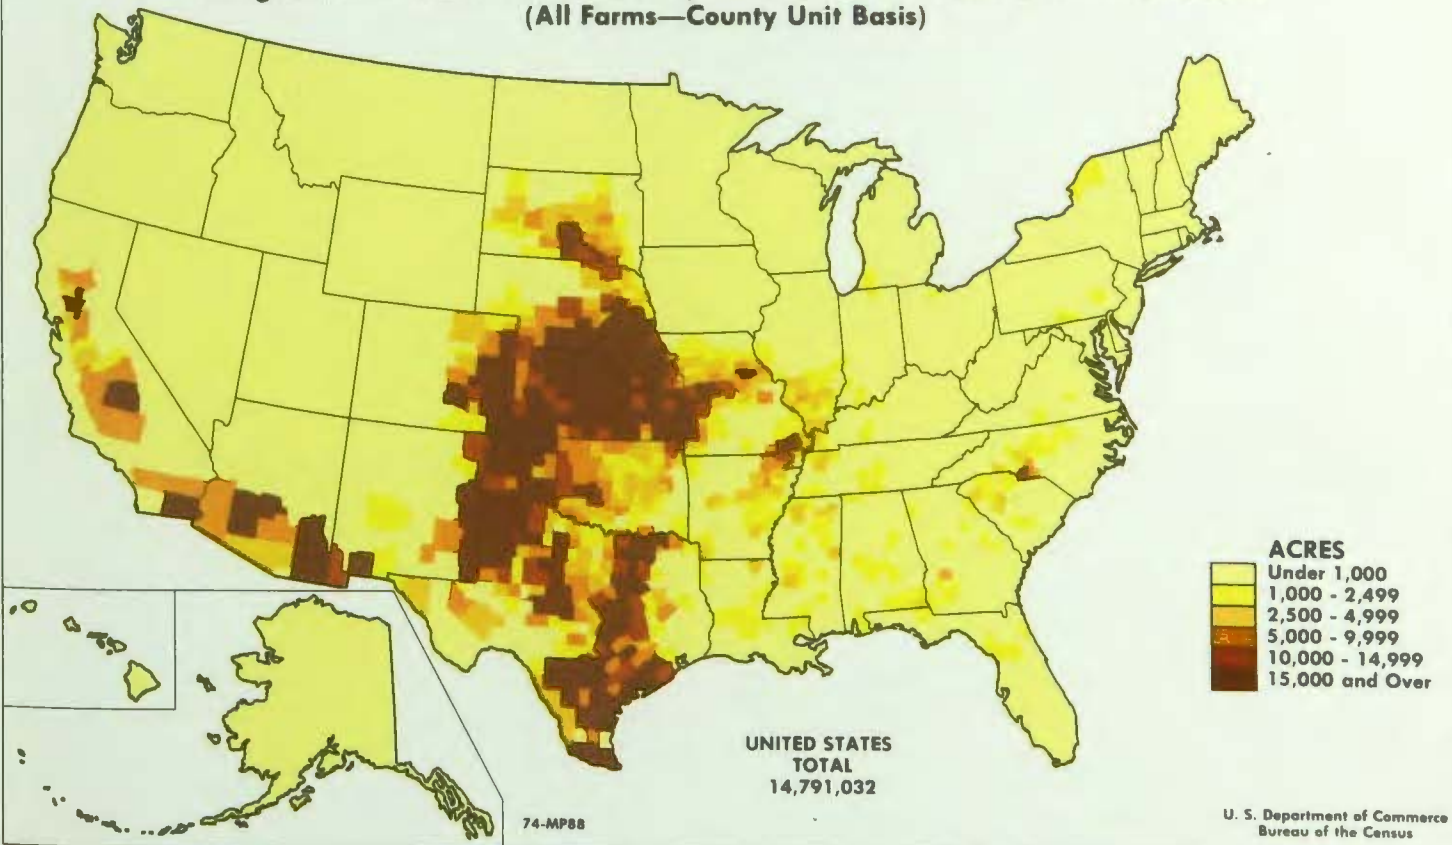 (All Farms—County Unit Basis)
ACRES
Under 1,000
1,000 - 2,499
2,500 - 4,999
5,000 - 9,999
10,000 - 14,999
15,000 and Over
UNITED STATES
TOTAL
14,791,032
74-MP88
U. S. Department of Commerce
Bureau of the Census